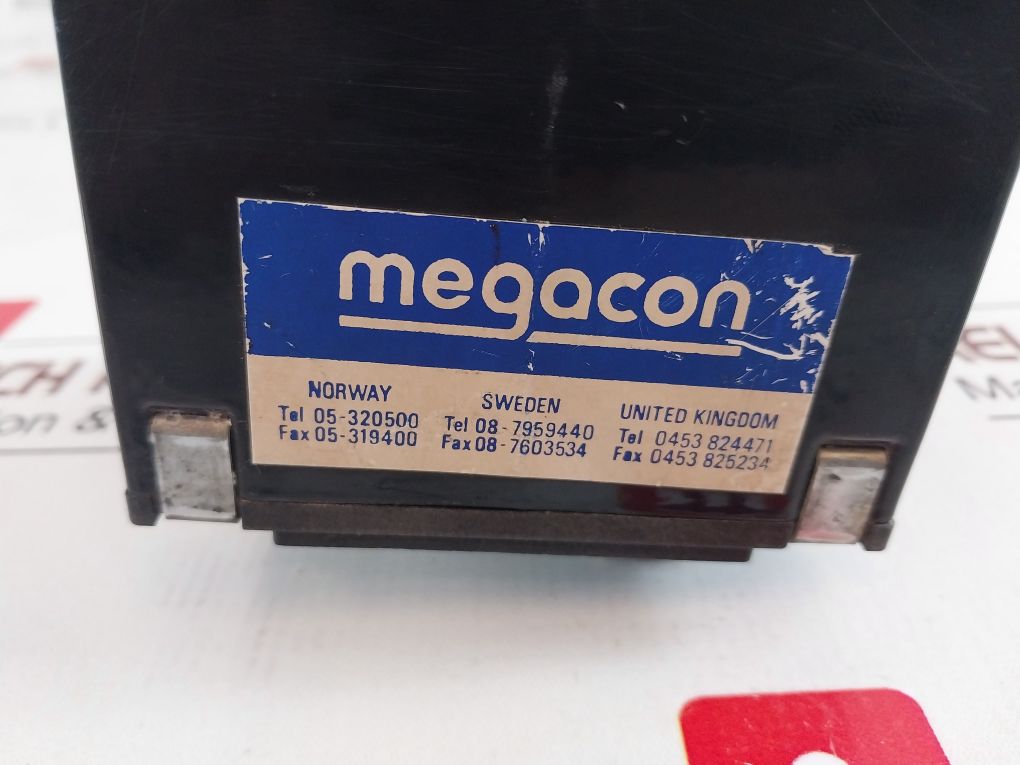 megacon
NORWAY
Tel 05-320500
Fax 05-319400
SWEDEN
Tel 08-7959440
Fax 08-7603534
UNITED KINGDOM
Tel 0453 824471
Fax 0453 825234